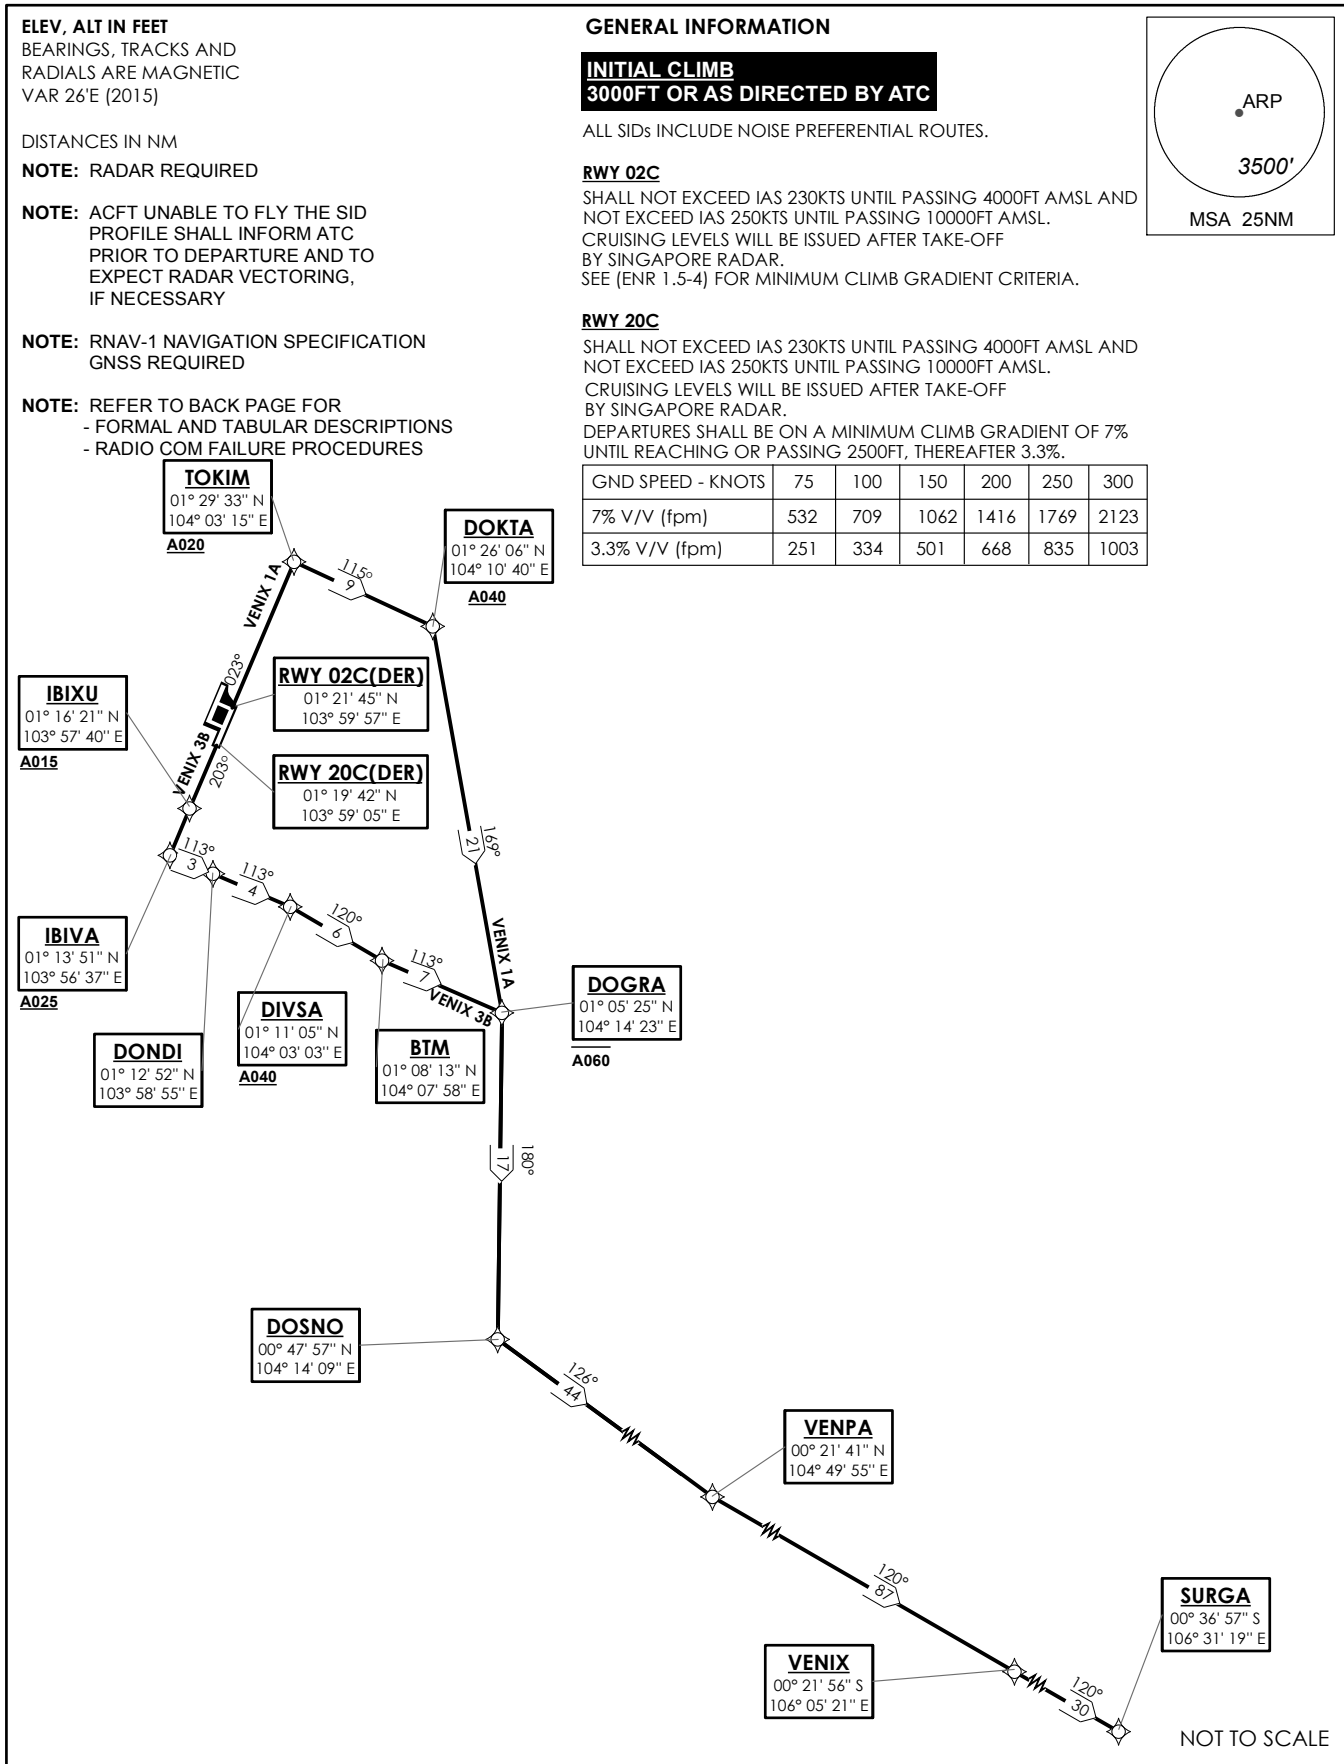 ELEV, ALT IN FEET
BEARINGS, TRACKS AND
RADIALS ARE MAGNETIC
VAR 26'E (2015)
DISTANCES IN NM
NOTE: RADAR REQUIRED
NOTE: ACFT UNABLE TO FLY THE SID
PROFILE SHALL INFORM ATC
PRIOR TO DEPARTURE AND TO
EXPECT RADAR VECTORING,
IF NECESSARY
NOTE: RNAV-1 NAVIGATION SPECIFICATION
GNSS REQUIRED
NOTE: REFER TO BACK PAGE FOR
- FORMAL AND TABULAR DESCRIPTIONS
- RADIO COM FAILURE PROCEDURES
GENERAL INFORMATION
INITIAL CLIMB
3000FT OR AS DIRECTED BY ATC
ALL SIDs INCLUDE NOISE PREFERENTIAL ROUTES.
RWY 02C
SHALL NOT EXCEED IAS 230KTS UNTIL PASSING 4000FT AMSL AND
NOT EXCEED IAS 250KTS UNTIL PASSING 10000FT AMSL.
CRUISING LEVELS WILL BE ISSUED AFTER TAKE-OFF
BY SINGAPORE RADAR.
SEE (ENR 1.5-4) FOR MINIMUM CLIMB GRADIENT CRITERIA.
RWY 20C
SHALL NOT EXCEED IAS 230KTS UNTIL PASSING 4000FT AMSL AND
NOT EXCEED IAS 250KTS UNTIL PASSING 10000FT AMSL.
CRUISING LEVELS WILL BE ISSUED AFTER TAKE-OFF
BY SINGAPORE RADAR.
DEPARTURES SHALL BE ON A MINIMUM CLIMB GRADIENT OF 7%
UNTIL REACHING OR PASSING 2500FT, THEREAFTER 3.3%.
GND SPEED - KNOTS 75 100 150 200 250 300
7% V/V (fpm) 532 709 1062 1416 1769 2123
3.3% V/V (fpm) 251 334 501 668 835 1003
ARP
3500'
MSA 25NM
TOKIM
01° 29' 33" N
104° 03' 15" E
A020
DOKTA
01° 26' 06" N
104° 10' 40" E
A040
115°
9
VENIX 1A
023°
RWY 02C(DER)
01° 21' 45" N
103° 59' 57" E
IBIXU
01° 16' 21" N
103° 57' 40" E
A015
VENIX 3B
203°
RWY 20C(DER)
01° 19' 42" N
103° 59' 05" E
169°
21
VENIX 1A
113°
3
113°
4
120°
6
113°
7
VENIX 3B
IBIVA
01° 13' 51" N
103° 56' 37" E
A025
DONDI
01° 12' 52" N
103° 58' 55" E
DIVSA
01° 11' 05" N
104° 03' 03" E
A040
BTM
01° 08' 13" N
104° 07' 58" E
DOGRA
01° 05' 25" N
104° 14' 23" E
A060
180°
17
DOSNO
00° 47' 57" N
104° 14' 09" E
126°
44
VENPA
00° 21' 41" N
104° 49' 55" E
120°
87
VENIX
00° 21' 56" S
106° 05' 21" E
120°
30
SURGA
00° 36' 57" S
106° 31' 19" E
NOT TO SCALE